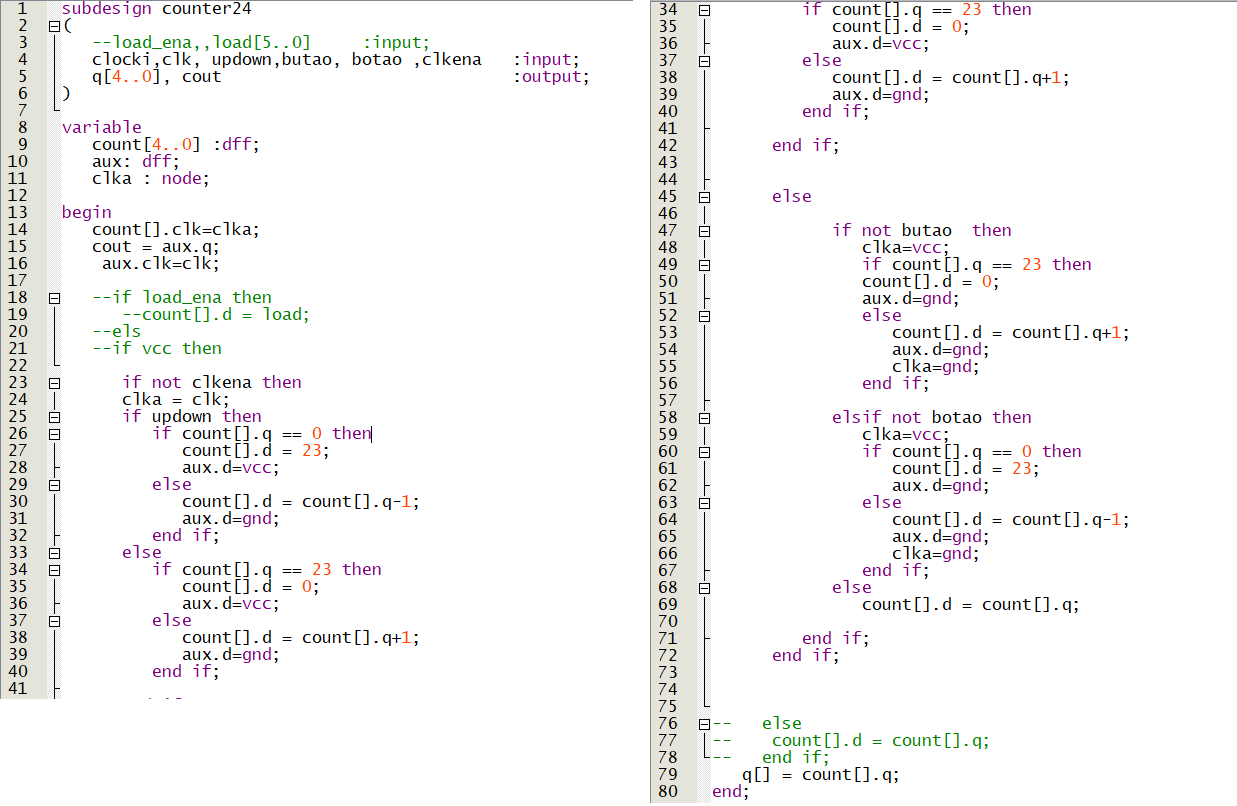 1 subdesign counter24
2 (
3 --load_ena,,load[5..0] :input;
4 clocki,clk, updown,butao, botao ,clkena :input;
5 q[4..0], cout :output;
6 )
7
8 variable
9 count[4..0] :dff;
10 aux: dff;
11 clka : node;
12
13 begin
14 count[].clk=clka;
15 cout = aux.q;
16 aux.clk=clk;
17
18 --if load_ena then
19 --count[].d = load;
20 --els
21 --if vcc then
22
23 if not clkena then
24 clka = clk;
25 if updown then
26 if count[].q == 0 then
27 count[].d = 23;
28 aux.d=vcc;
29 else
30 count[].d = count[].q-1;
31 aux.d=gnd;
32 end if;
33 else
34 if count[].q == 23 then
35 count[].d = 0;
36 aux.d=vcc;
37 else
38 count[].d = count[].q+1;
39 aux.d=gnd;
40 end if;
41
34 if count[].q == 23 then
35 count[].d = 0;
36 aux.d=vcc;
37 else
38 count[].d = count[].q+1;
39 aux.d=gnd;
40 end if;
41
42 end if;
43
44
45 else
46
47 if not butao then
48 clka=vcc;
49 if count[].q == 23 then
50 count[].d = 0;
51 aux.d=gnd;
52 else
53 count[].d = count[].q+1;
54 aux.d=gnd;
55 clka=gnd;
56 end if;
57
58 elsif not botao then
59 clka=vcc;
60 if count[].q == 0 then
61 count[].d = 23;
62 aux.d=gnd;
63 else
64 count[].d = count[].q-1;
65 aux.d=gnd;
66 clka=gnd;
67 end if;
68 else
69 count[].d = count[].q;
70
71 end if;
72 end if;
73
74
75
76 -- else
77 -- count[].d = count[].q;
78 -- end if;
79 q[] = count[].q;
80 end;